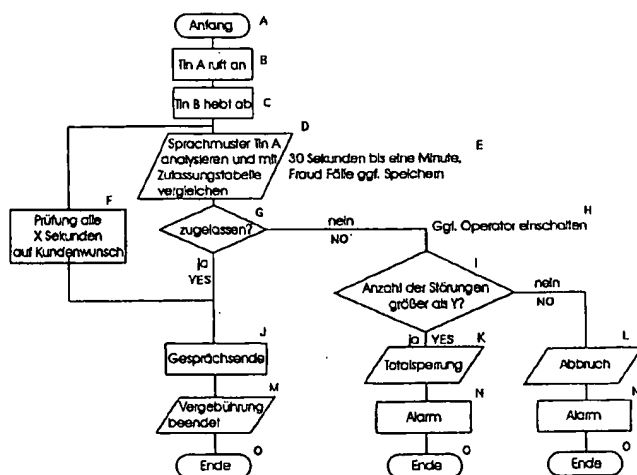 Anfang A
Tln A ruft an B
Tln B hebt ab C
D
Sprachmuster Tln A
analysieren und mit
Zulassungstabelle
vergleichen
E
30 Sekunden bis eine Minute,
Fraud Fälle ggf. Speichern
F
Prüfung alle
X Sekunden
auf Kundenwunsch
G
zugelassen?
nein
NO
ja
YES
H
Ggf. Operator einschalten
I
Anzahl der Störungen
größer als Y?
nein
NO
ja YES
J
Gesprächsende
K
Totalsperrung
L
Abbruch
M
Vergebührung
beendet
N
Alarm
N
Alarm
O
Ende
O
Ende
O
Ende